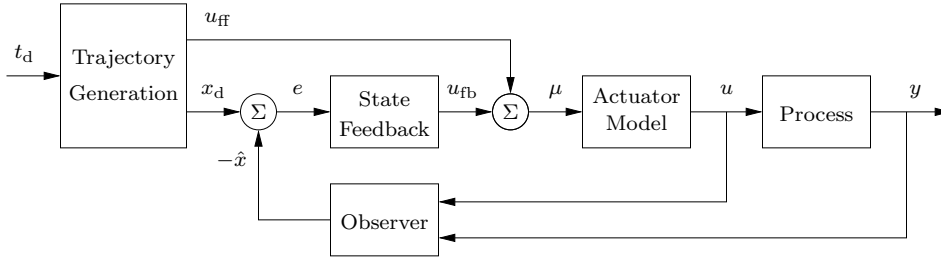 u_ff
t_d
Trajectory
Generation
x_d
Σ
e
State
Feedback
u_fb
Σ
μ
Actuator
Model
u
Process
y
−x̂
Observer